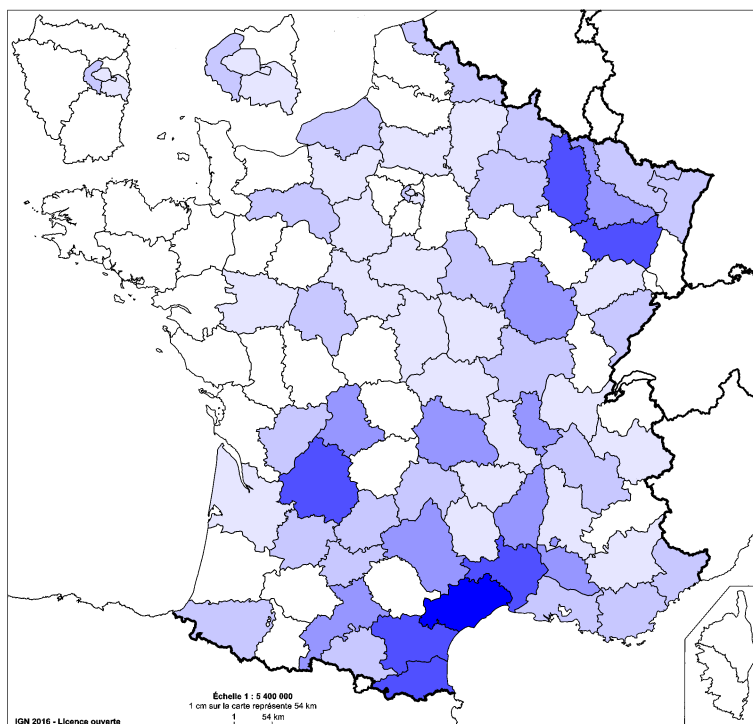 Échelle 1 : 5 400 000
1 cm sur la carte représente 54 km
1 54 km
IGN 2016 - Licence ouverte